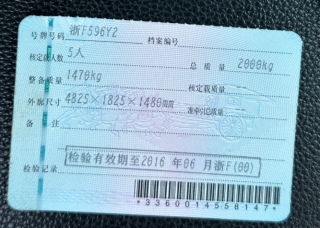 号牌号码 浙F596YZ 档案编号
核定载人数 5人 总质量 2000kg
整备质量 1470kg 核定载质量 --
外廓尺寸 4825×1825×1480mm 准牵引总质量 --
备注
检验有效期至2016年06月浙F(00)
检验记录
*3360014558147*